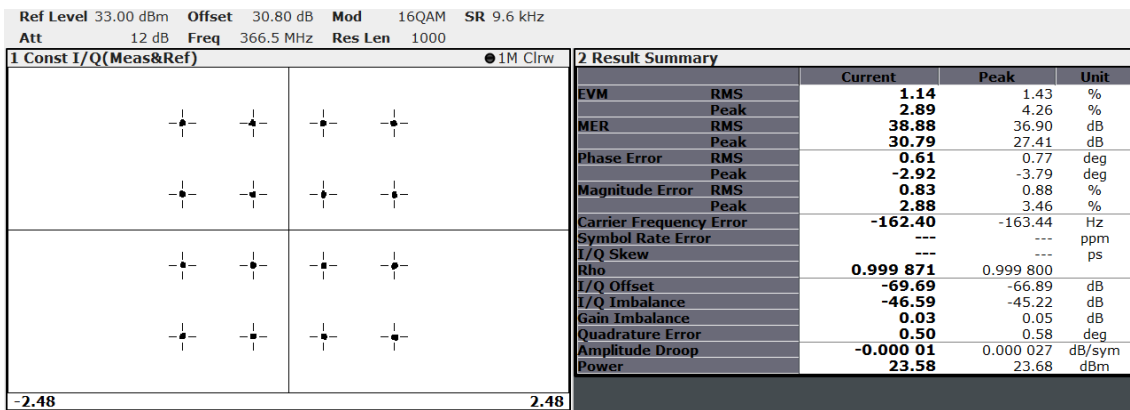 Ref Level 33.00 dBm Offset 30.80 dB Mod 16QAM SR 9.6 kHz
Att 12 dB Freq 366.5 MHz Res Len 1000
1 Const I/Q(Meas&Ref) 1M Clrw
-2.48 2.48
2 Result Summary
Current Peak Unit
EVM RMS 1.14 1.43 %
Peak 2.89 4.26 %
MER RMS 38.88 36.90 dB
Peak 30.79 27.41 dB
Phase Error RMS 0.61 0.77 deg
Peak -2.92 -3.79 deg
Magnitude Error RMS 0.83 0.88 %
Peak 2.88 3.46 %
Carrier Frequency Error -162.40 -163.44 Hz
Symbol Rate Error --- --- ppm
I/Q Skew --- --- ps
Rho 0.999 871 0.999 800
I/Q Offset -69.69 -66.89 dB
I/Q Imbalance -46.59 -45.22 dB
Gain Imbalance 0.03 0.05 dB
Quadrature Error 0.50 0.58 deg
Amplitude Droop -0.000 01 0.000 027 dB/sym
Power 23.58 23.68 dBm